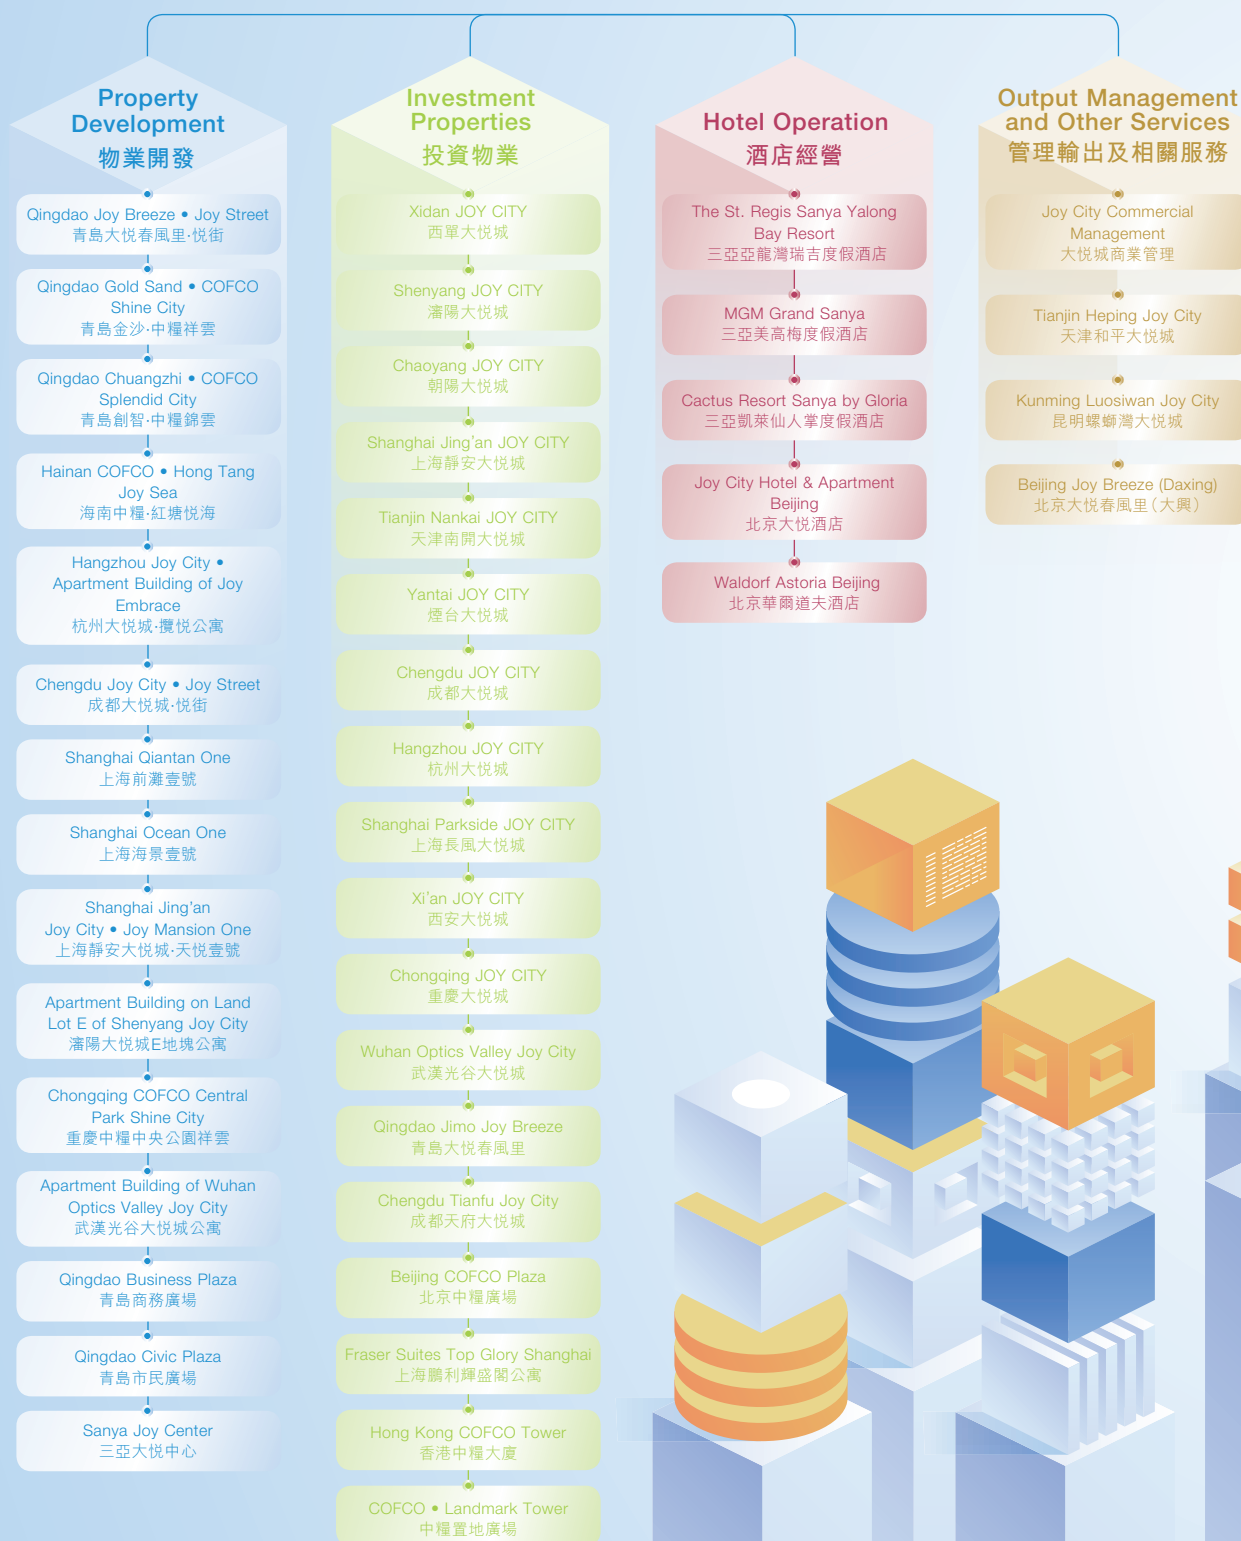 Property
Development
物業開發
Qingdao Joy Breeze • Joy Street
青島大悅春風里·悅街
Qingdao Gold Sand • COFCO
Shine City
青島金沙·中糧祥雲
Qingdao Chuangzhi • COFCO
Splendid City
青島創智·中糧錦雲
Hainan COFCO • Hong Tang
Joy Sea
海南中糧·紅塘悅海
Hangzhou Joy City •
Apartment Building of Joy
Embrace
杭州大悅城·攬悅公寓
Chengdu Joy City • Joy Street
成都大悅城·悅街
Shanghai Qiantan One
上海前灘壹號
Shanghai Ocean One
上海海景壹號
Shanghai Jing'an
Joy City • Joy Mansion One
上海靜安大悅城·天悅壹號
Apartment Building on Land
Lot E of Shenyang Joy City
瀋陽大悅城E地塊公寓
Chongqing COFCO Central
Park Shine City
重慶中糧中央公園祥雲
Apartment Building of Wuhan
Optics Valley Joy City
武漢光谷大悅城公寓
Qingdao Business Plaza
青島商務廣場
Qingdao Civic Plaza
青島市民廣場
Sanya Joy Center
三亞大悅中心
Investment
Properties
投資物業
Xidan JOY CITY
西單大悅城
Shenyang JOY CITY
瀋陽大悅城
Chaoyang JOY CITY
朝陽大悅城
Shanghai Jing'an JOY CITY
上海靜安大悅城
Tianjin Nankai JOY CITY
天津南開大悅城
Yantai JOY CITY
煙台大悅城
Chengdu JOY CITY
成都大悅城
Hangzhou JOY CITY
杭州大悅城
Shanghai Parkside JOY CITY
上海長風大悅城
Xi'an JOY CITY
西安大悅城
Chongqing JOY CITY
重慶大悅城
Wuhan Optics Valley Joy City
武漢光谷大悅城
Qingdao Jimo Joy Breeze
青島大悅春風里
Chengdu Tianfu Joy City
成都天府大悅城
Beijing COFCO Plaza
北京中糧廣場
Fraser Suites Top Glory Shanghai
上海鵬利輝盛閣公寓
Hong Kong COFCO Tower
香港中糧大廈
COFCO • Landmark Tower
中糧置地廣場
Hotel Operation
酒店經營
The St. Regis Sanya Yalong
Bay Resort
三亞亞龍灣瑞吉度假酒店
MGM Grand Sanya
三亞美高梅度假酒店
Cactus Resort Sanya by Gloria
三亞凱萊仙人掌度假酒店
Joy City Hotel & Apartment
Beijing
北京大悅酒店
Waldorf Astoria Beijing
北京華爾道夫酒店
Output Management
and Other Services
管理輸出及相關服務
Joy City Commercial
Management
大悅城商業管理
Tianjin Heping Joy City
天津和平大悅城
Kunming Luosiwan Joy City
昆明螺螄灣大悅城
Beijing Joy Breeze (Daxing)
北京大悅春風里（大興）